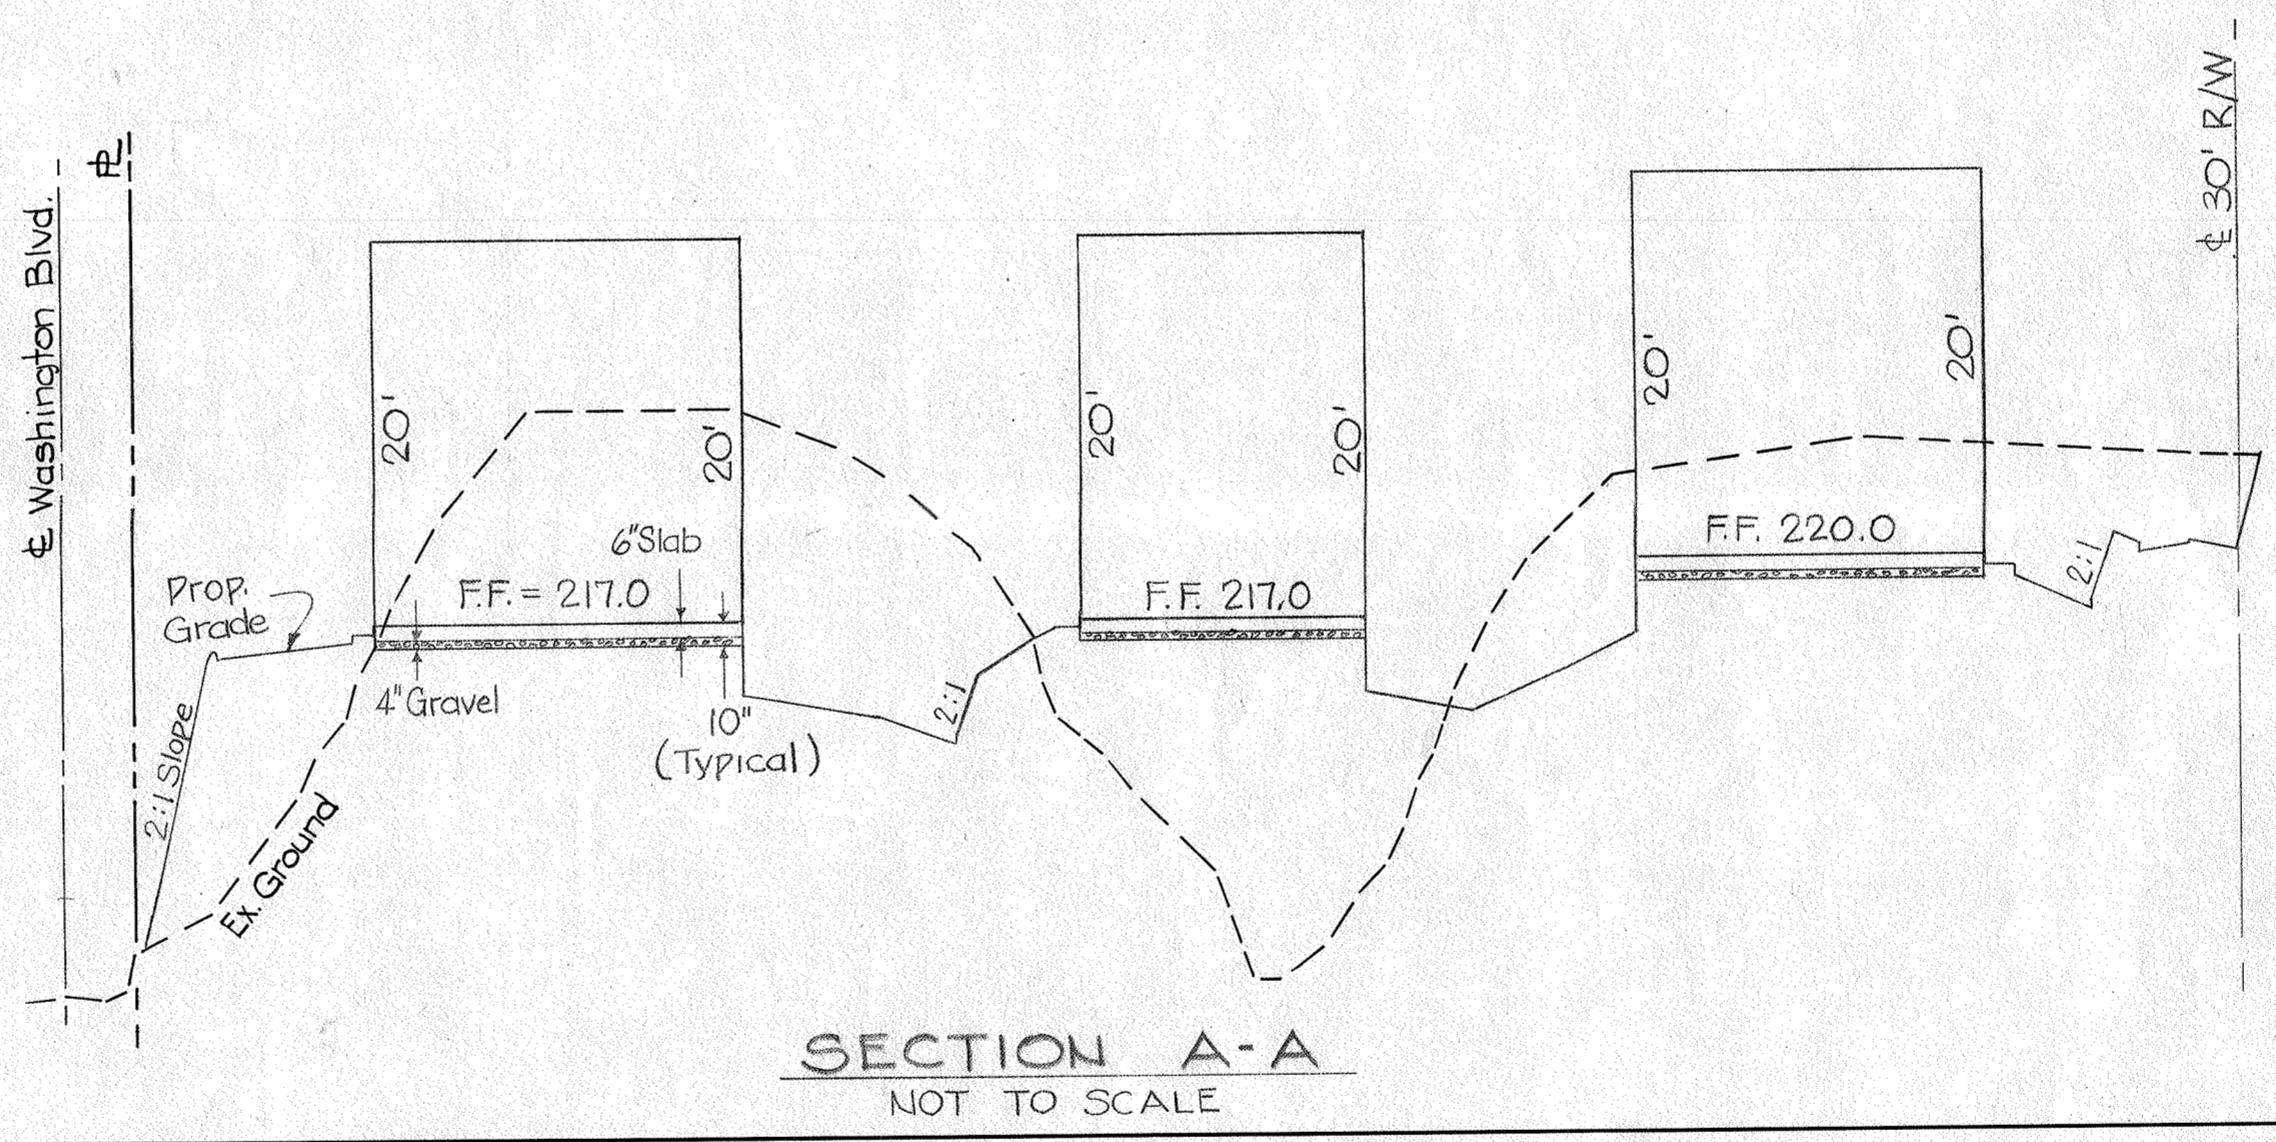 ℄ Washington Blvd.
PL
℄ 30' R/W
20'
20'
20'
20'
20'
20'
6" Slab
F.F. = 217.0
F.F. 217.0
F.F. 220.0
Prop.
Grade
2:1 Slope
4" Gravel
10"
(Typical)
2:1
2:1
Ex. Ground
SECTION A-A
NOT TO SCALE